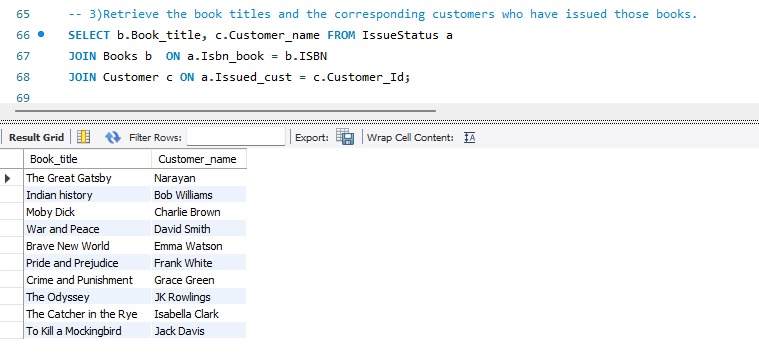 65 -- 3)Retrieve the book titles and the corresponding customers who have issued those books.
66 SELECT b.Book_title, c.Customer_name FROM IssueStatus a
67 JOIN Books b  ON a.Isbn_book = b.ISBN
68 JOIN Customer c ON a.Issued_cust = c.Customer_Id;
69
Result Grid Filter Rows: Export: Wrap Cell Content: IA
Book_title Customer_name
The Great Gatsby Narayan
Indian history Bob Williams
Moby Dick Charlie Brown
War and Peace David Smith
Brave New World Emma Watson
Pride and Prejudice Frank White
Crime and Punishment Grace Green
The Odyssey JK Rowlings
The Catcher in the Rye Isabella Clark
To Kill a Mockingbird Jack Davis